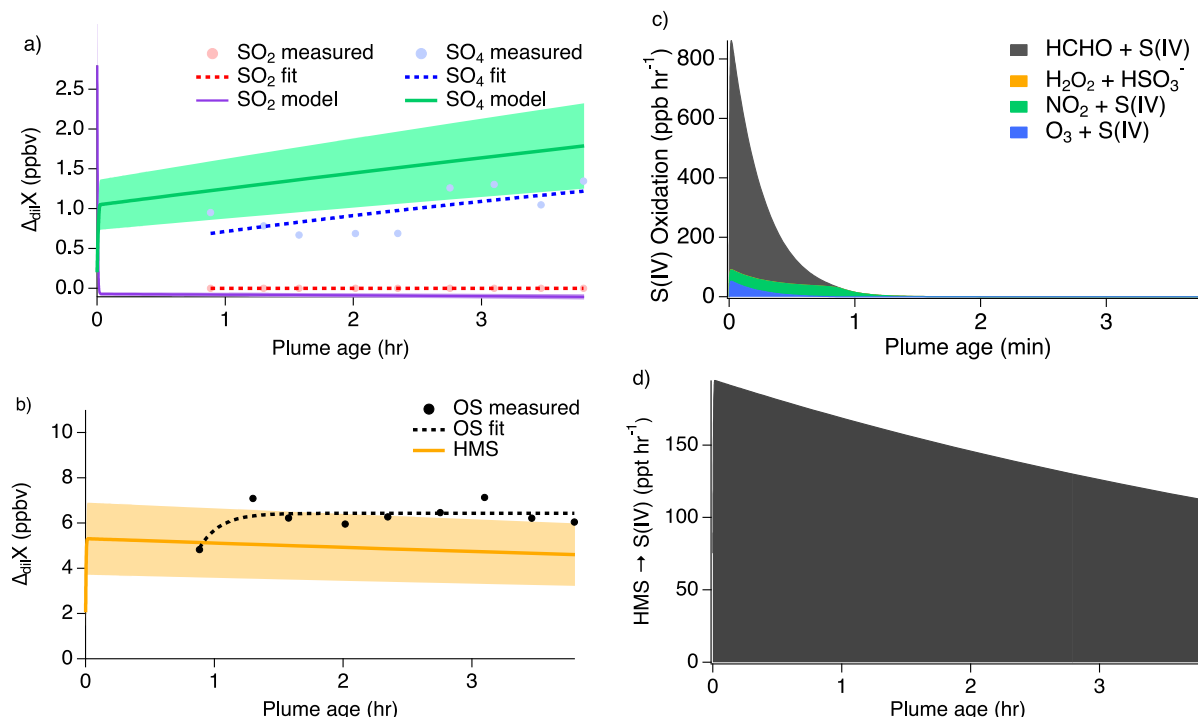 a)
SO₂ measured
SO₂ fit
SO₂ model
SO₄ measured
SO₄ fit
SO₄ model
2.5
2.0
1.5
1.0
0.5
0.0
Δ_dil X (ppbv)
0 1 2 3
Plume age (hr)
b)
OS measured
OS fit
HMS
10
8
6
4
2
0
Δ_dil X (ppbv)
0 1 2 3
Plume age (hr)
c)
HCHO + S(IV)
H₂O₂ + HSO₃⁻
NO₂ + S(IV)
O₃ + S(IV)
800
600
400
200
0
S(IV) Oxidation (ppb hr⁻¹)
0 1 2 3
Plume age (min)
d)
150
100
50
0
HMS → S(IV) (ppt hr⁻¹)
0 1 2 3
Plume age (hr)